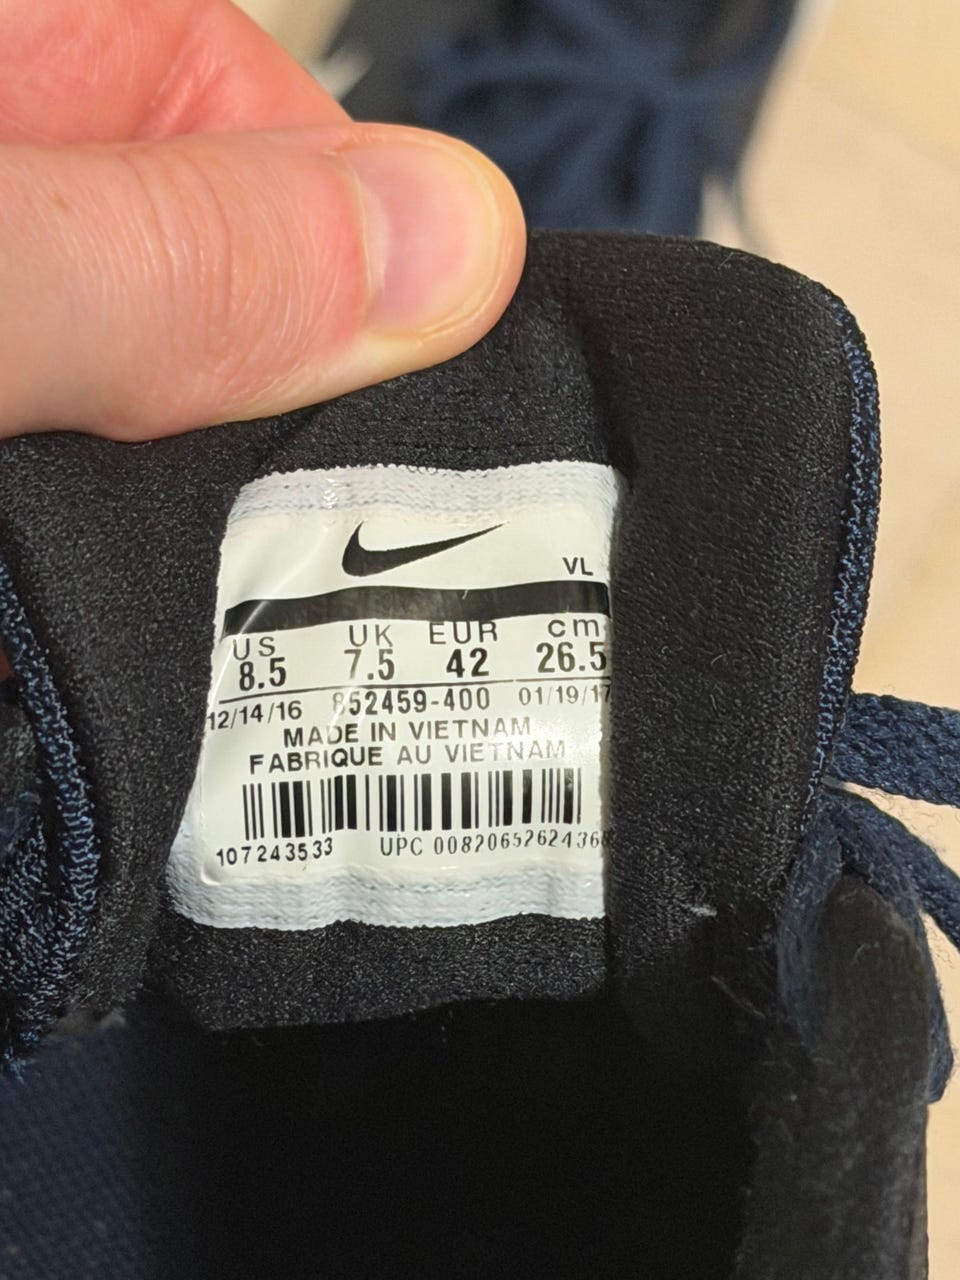 VL
US UK EUR cm
8.5 7.5 42 26.5
12/14/16 852459-400 01/19/17
MADE IN VIETNAM
FABRIQUE AU VIETNAM
107243533 UPC 00820652624368